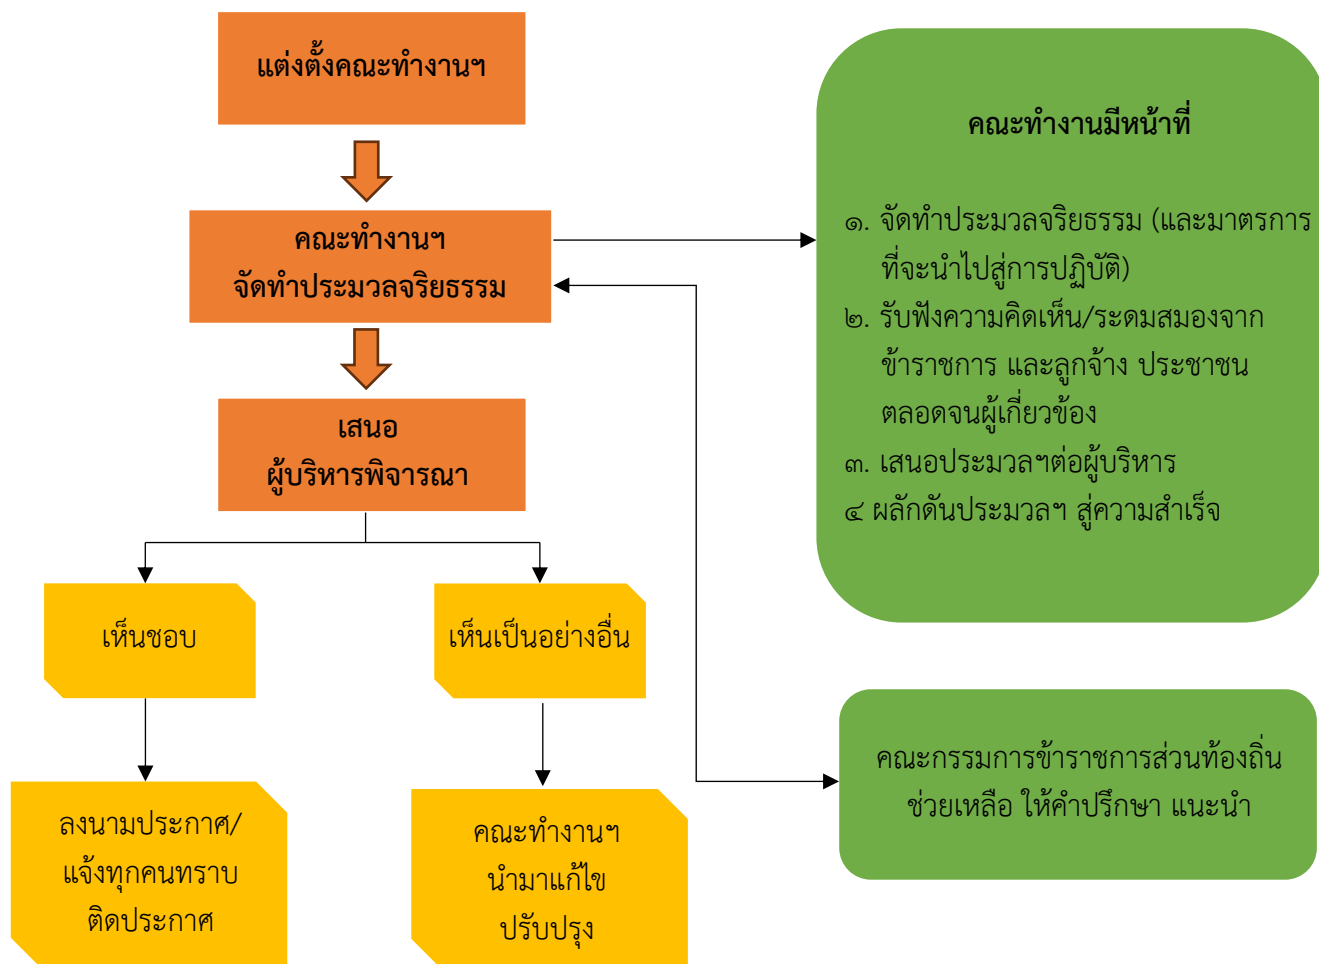 แต่งตั้งคณะทำงานฯ
คณะทำงานฯ
จัดทำประมวลจริยธรรม
เสนอ
ผู้บริหารพิจารณา
เห็นชอบ
เห็นเป็นอย่างอื่น
ลงนามประกาศ/
แจ้งทุกคนทราบ
ติดประกาศ
คณะทำงานฯ
นำมาแก้ไข
ปรับปรุง
คณะทำงานมีหน้าที่
๑. จัดทำประมวลจริยธรรม (และมาตรการ
ที่จะนำไปสู่การปฏิบัติ)
๒. รับฟังความคิดเห็น/ระดมสมองจาก
ข้าราชการ และลูกจ้าง ประชาชน
ตลอดจนผู้เกี่ยวข้อง
๓. เสนอประมวลฯต่อผู้บริหาร
๔ ผลักดันประมวลฯ สู่ความสำเร็จ
คณะกรรมการข้าราชการส่วนท้องถิ่น
ช่วยเหลือ ให้คำปรึกษา แนะนำ